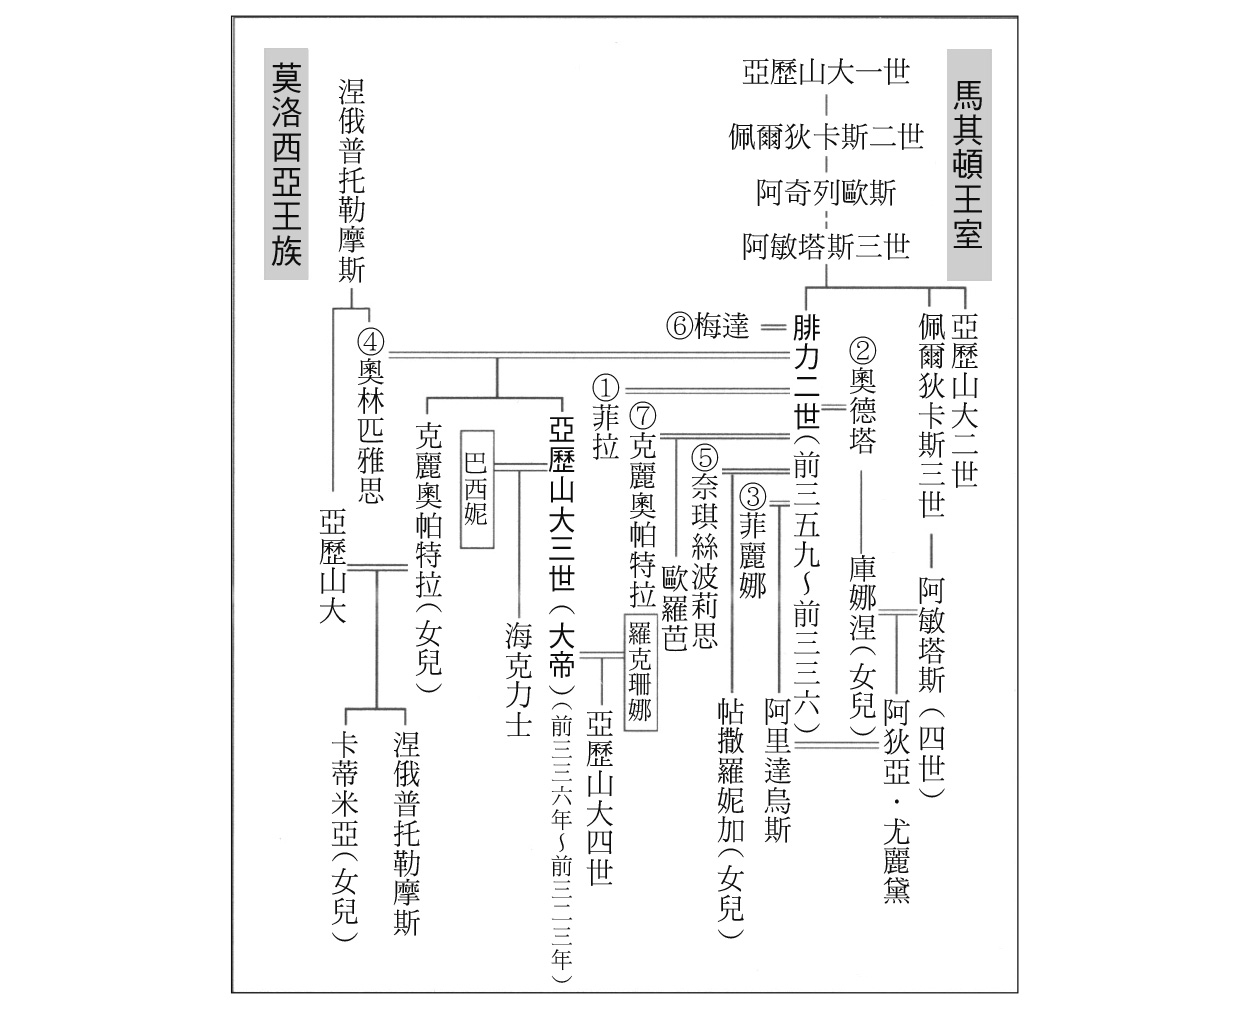 馬其頓王室
亞歷山大一世
佩爾狄卡斯二世
阿奇列歐斯
阿敏塔斯三世
亞歷山大二世
佩爾狄卡斯三世
阿敏塔斯（四世）
②奧德塔
庫娜涅（女兒）
阿狄亞・尤麗黛
腓力二世（前三五九～前三三六）
⑥梅達
③菲麗娜
阿里達烏斯
⑤奈琪絲波莉思
帖撒羅妮加（女兒）
⑦克麗奧帕特拉
歐羅芭
①菲拉
羅克珊娜
亞歷山大四世
亞歷山大三世（大帝）（前三三六年～前三二三年）
巴西妮
海克力士
克麗奧帕特拉（女兒）
④奧林匹雅思
涅俄普托勒摩斯
亞歷山大
涅俄普托勒摩斯
卡蒂米亞（女兒）
莫洛西亞王族